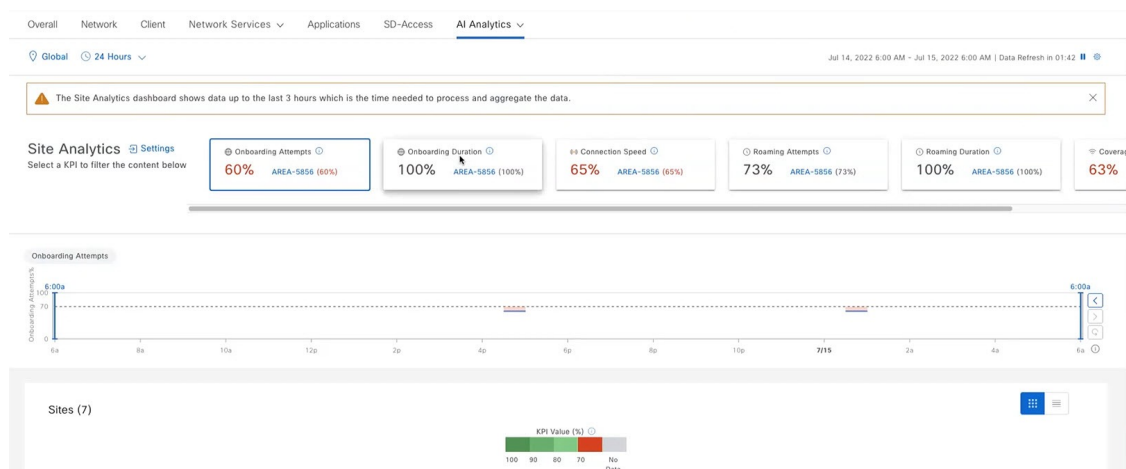 Overall Network Client Network Services Applications SD-Access AI Analytics
Global 24 Hours Jul 14, 2022 6:00 AM - Jul 15, 2022 6:00 AM | Data Refresh in 01:42
The Site Analytics dashboard shows data up to the last 3 hours which is the time needed to process and aggregate the data.
Site Analytics Settings
Select a KPI to filter the content below
Onboarding Attempts
60% AREA-5856 (60%)
Onboarding Duration
100% AREA-5856 (100%)
Connection Speed
65% AREA-5856 (65%)
Roaming Attempts
73% AREA-5856 (73%)
Roaming Duration
100% AREA-5856 (100%)
Covera
63%
Onboarding Attempts
Onboarding Attempts%
6:00a 6:00a
100
70
0
6a 8a 10a 12p 2p 4p 6p 8p 10p 7/15 2a 4a 6a
Sites (7)
KPI Value (%)
100 90 80 70 No
Data